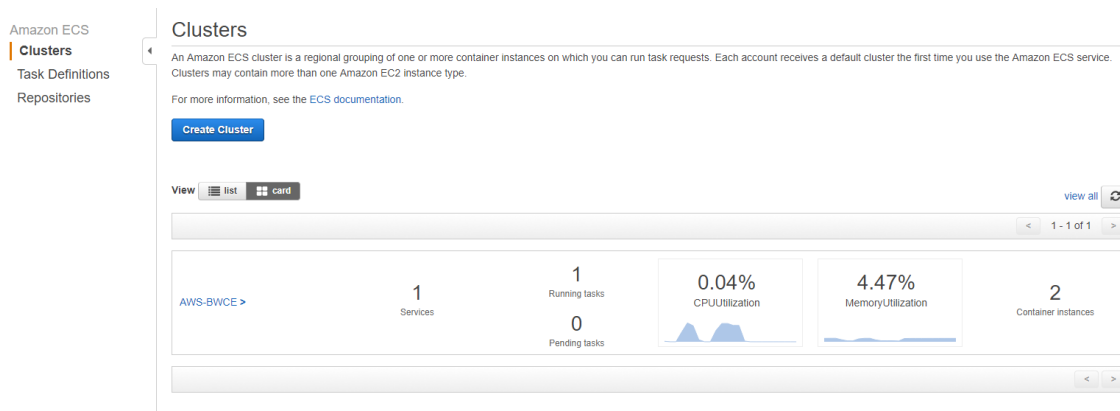 Amazon ECS
Clusters
Task Definitions
Repositories
Clusters
An Amazon ECS cluster is a regional grouping of one or more container instances on which you can run task requests. Each account receives a default cluster the first time you use the Amazon ECS service.
Clusters may contain more than one Amazon EC2 instance type.
For more information, see the ECS documentation.
Create Cluster
View list card
view all
< 1 - 1 of 1 >
AWS-BWCE >
1
Services
1
Running tasks
0
Pending tasks
0.04%
CPUUtilization
4.47%
MemoryUtilization
2
Container instances
< >